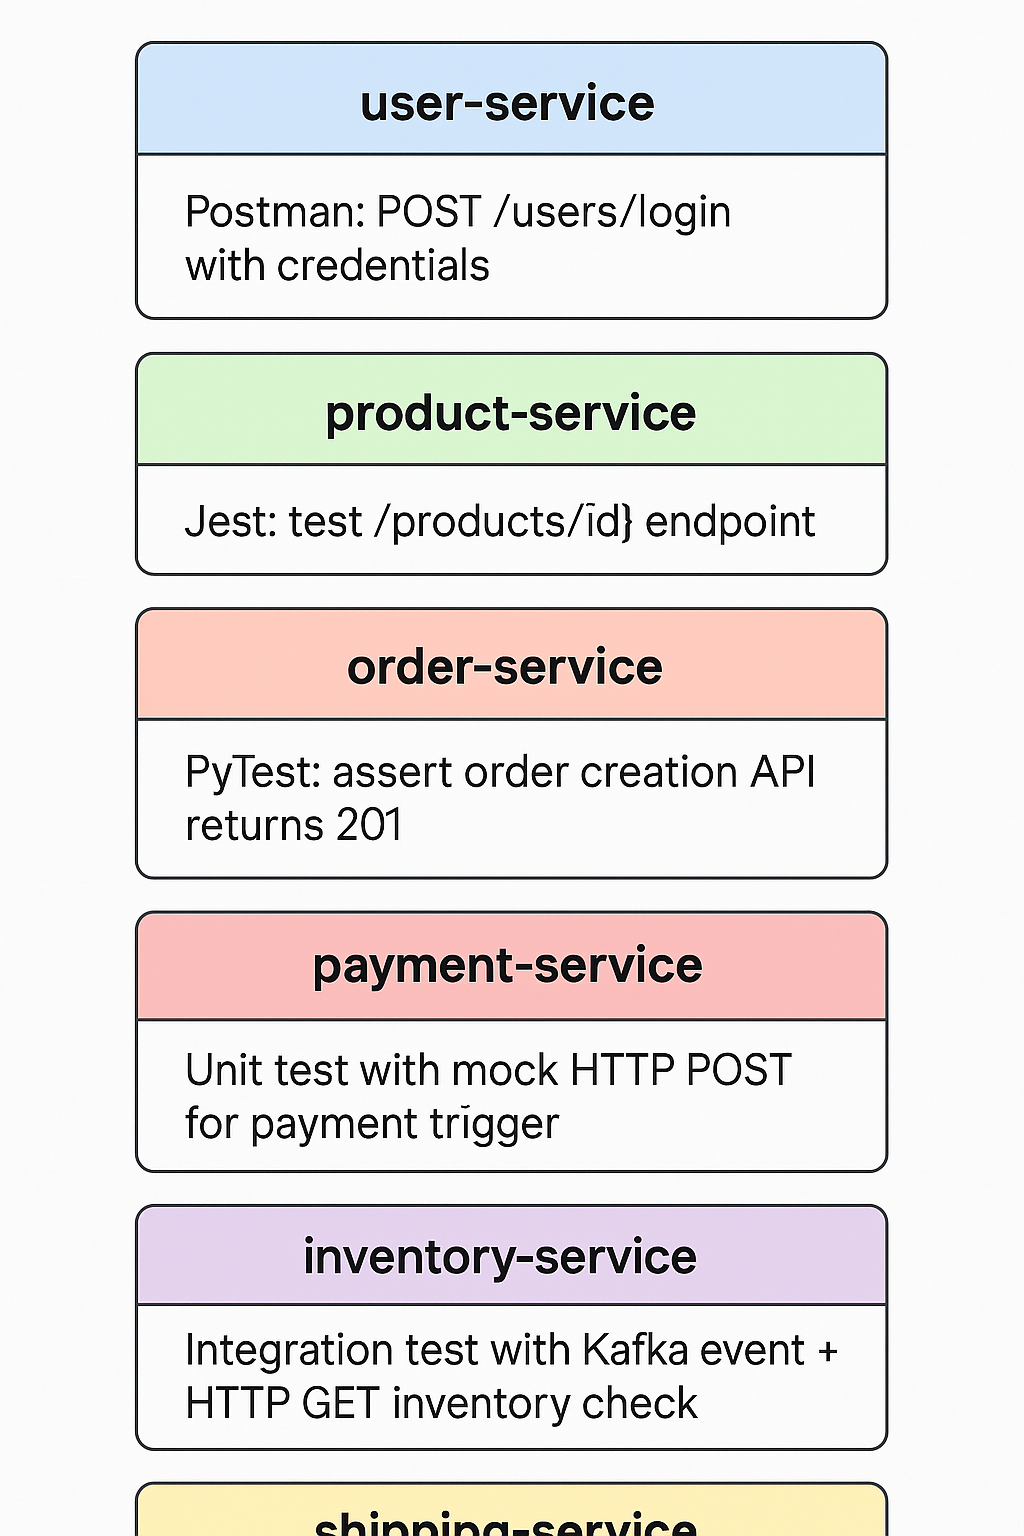 user-service
Postman: POST /users/login
with credentials
product-service
Jest: test /products/īd} endpoint
order-service
PyTest: assert order creation API
returns 201
payment-service
Unit test with mock HTTP POST
for payment trīgger
inventory-service
Integration test with Kafka event +
HTTP GET inventory check
shipping-service